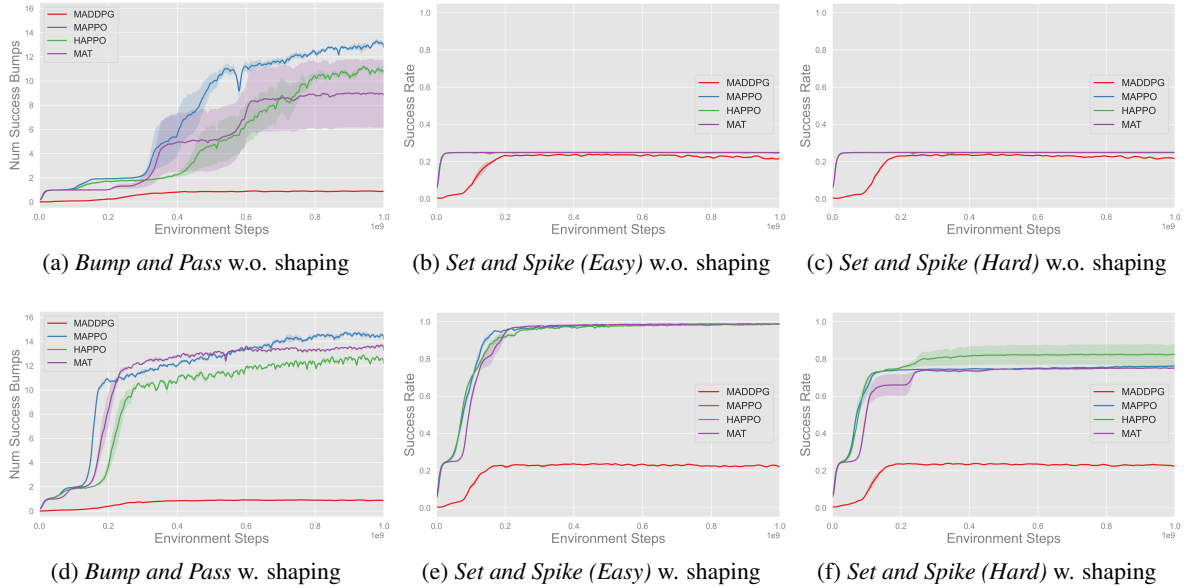 Num Success Bumps
16
14
12
10
8
6
4
2
0
MADDPG
MAPPO
HAPPO
MAT
0.0 0.2 0.4 0.6 0.8 1.0
1e9
Environment Steps
(a) Bump and Pass w.o. shaping
Success Rate
1.0
0.8
0.6
0.4
0.2
0.0
MADDPG
MAPPO
HAPPO
MAT
0.0 0.2 0.4 0.6 0.8 1.0
1e9
Environment Steps
(b) Set and Spike (Easy) w.o. shaping
Success Rate
1.0
0.8
0.6
0.4
0.2
0.0
MADDPG
MAPPO
HAPPO
MAT
0.0 0.2 0.4 0.6 0.8 1.0
1e9
Environment Steps
(c) Set and Spike (Hard) w.o. shaping
Num Success Bumps
16
14
12
10
8
6
4
2
0
MADDPG
MAPPO
HAPPO
MAT
0.0 0.2 0.4 0.6 0.8 1.0
1e9
Environment Steps
(d) Bump and Pass w. shaping
Success Rate
1.0
0.8
0.6
0.4
0.2
0.0
MADDPG
MAPPO
HAPPO
MAT
0.0 0.2 0.4 0.6 0.8 1.0
1e9
Environment Steps
(e) Set and Spike (Easy) w. shaping
Success Rate
1.0
0.8
0.6
0.4
0.2
0.0
MADDPG
MAPPO
HAPPO
MAT
0.0 0.2 0.4 0.6 0.8 1.0
1e9
Environment Steps
(f) Set and Spike (Hard) w. shaping